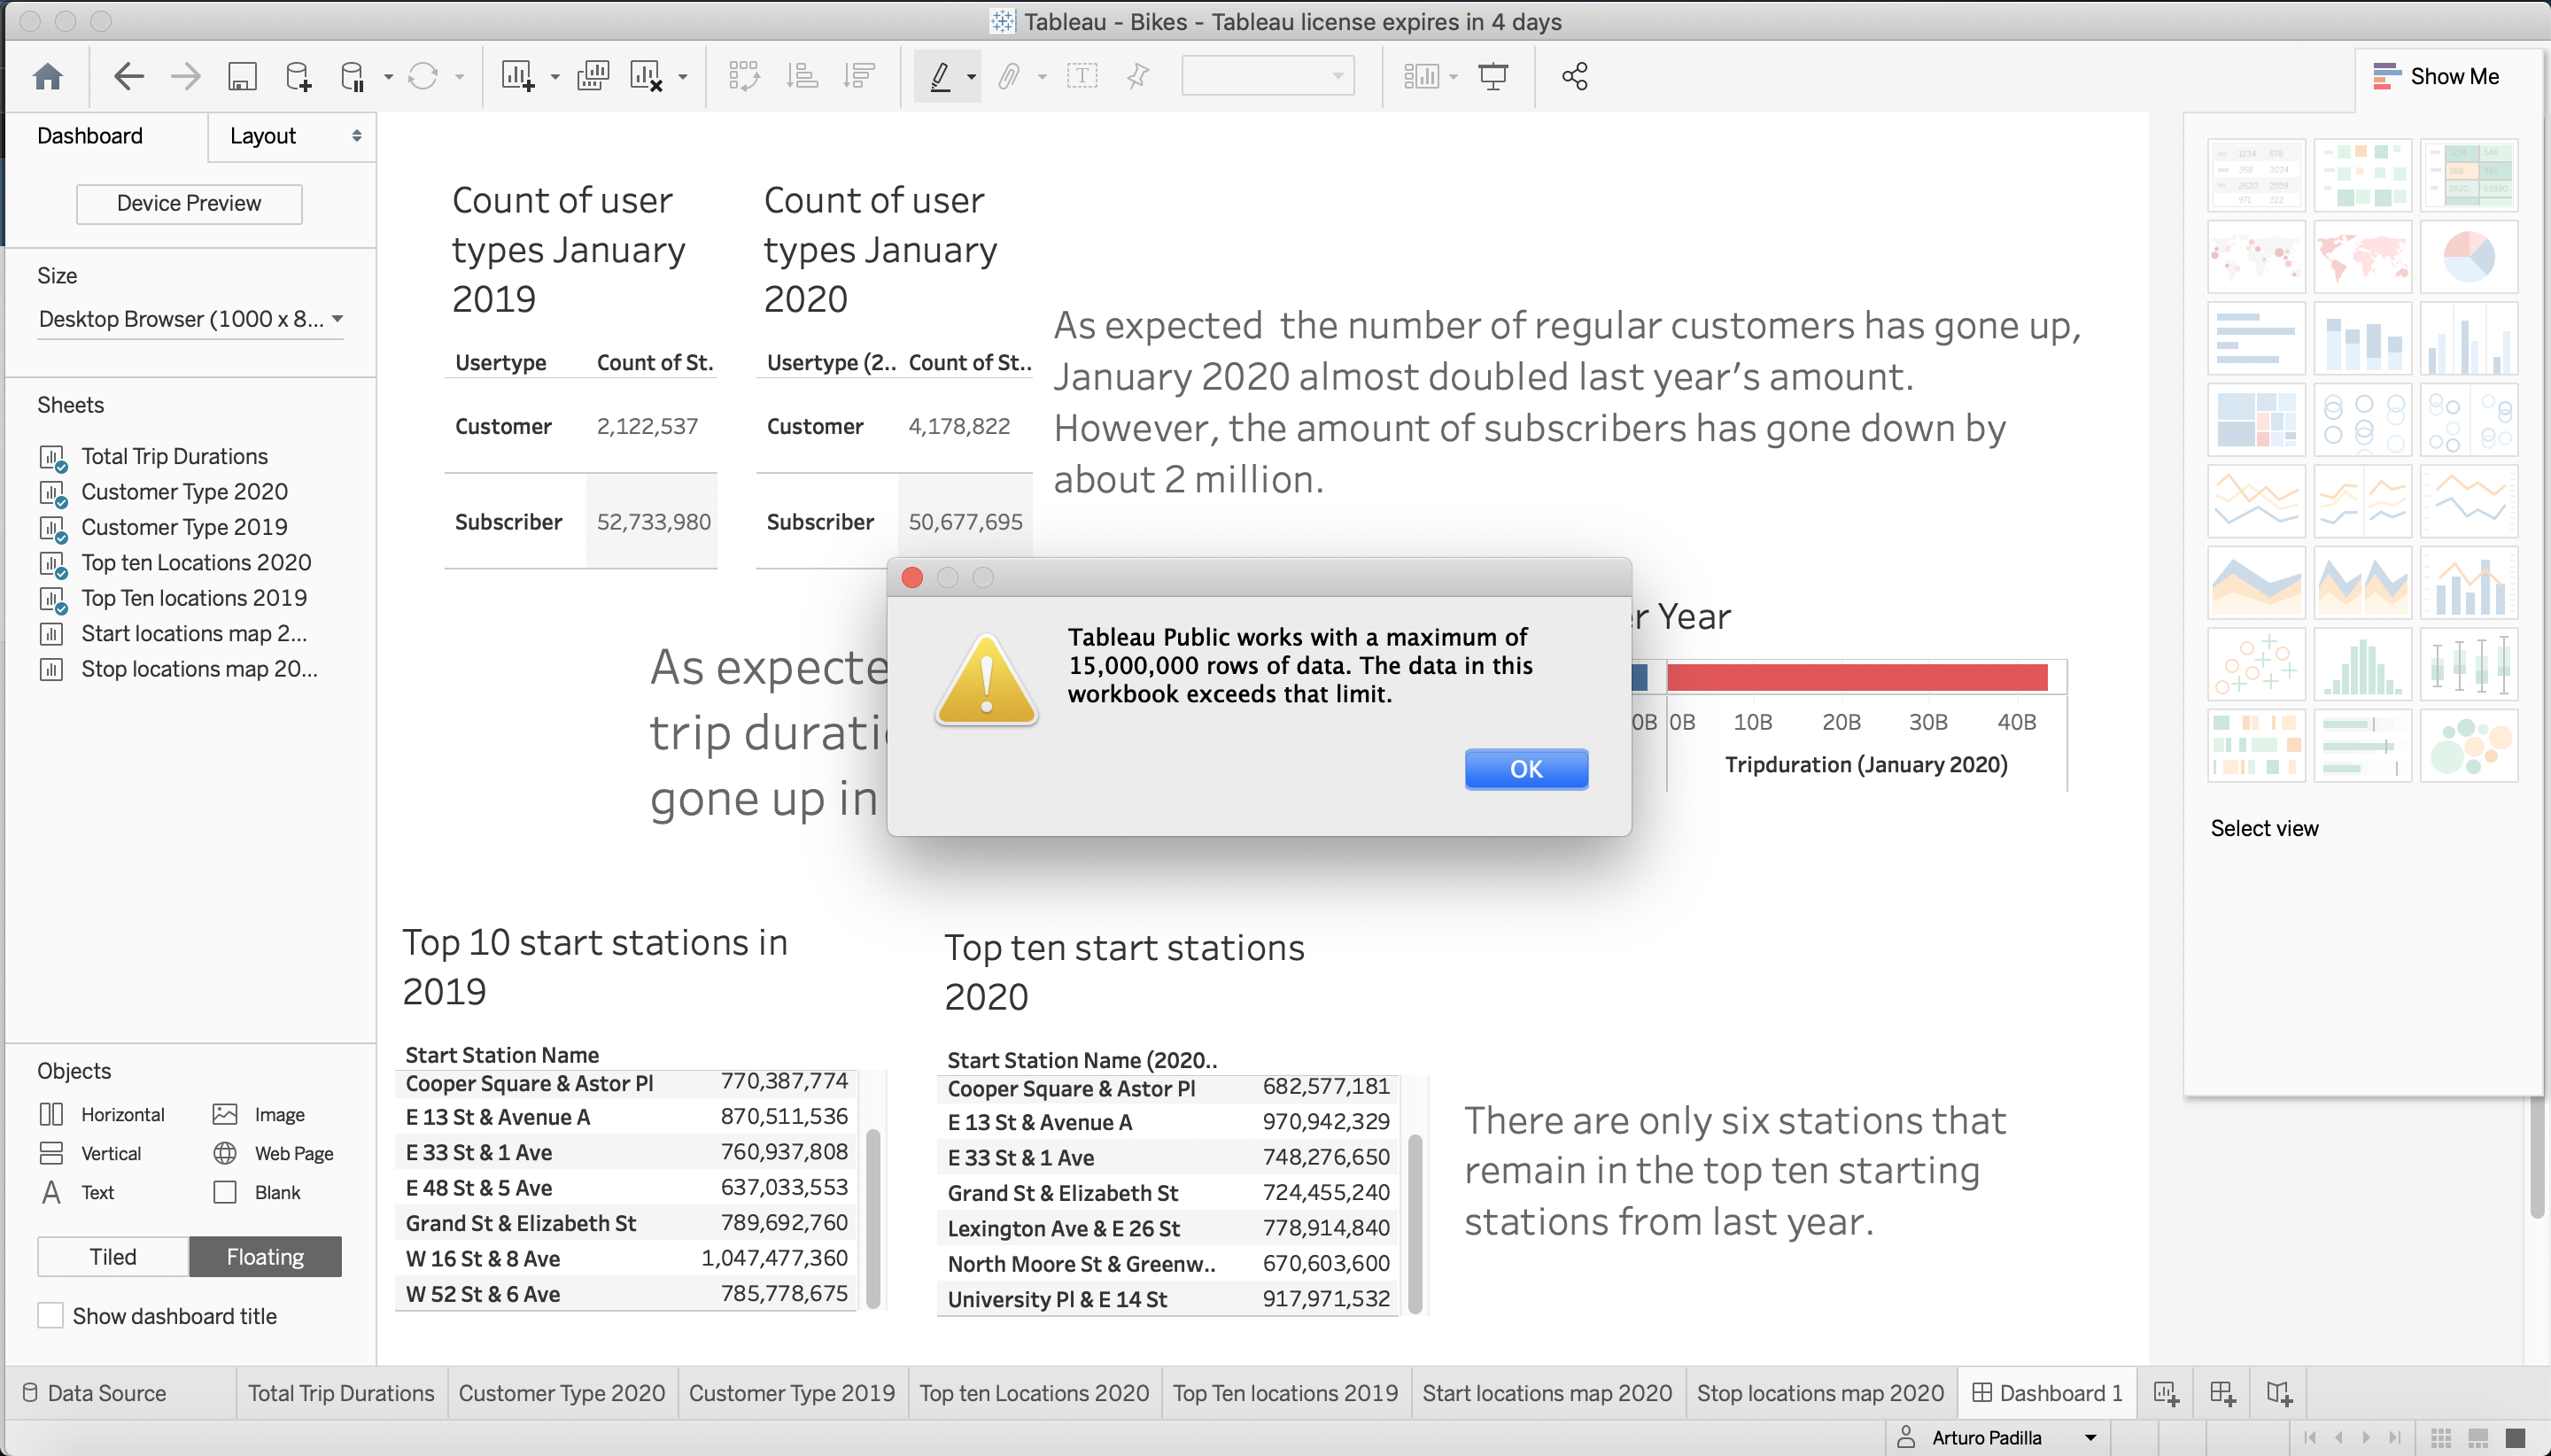 Tableau - Bikes - Tableau license expires in 4 days
Show Me
Dashboard
Layout
Device Preview
Size
Desktop Browser (1000 x 8...
Sheets
Total Trip Durations
Customer Type 2020
Customer Type 2019
Top ten Locations 2020
Top Ten locations 2019
Start locations map 2...
Stop locations map 20...
Objects
Horizontal
Image
Vertical
Web Page
Text
Blank
Tiled
Floating
Show dashboard title
Count of user
types January
2019
Usertype Count of St.
Customer 2,122,537
Subscriber 52,733,980
Count of user
types January
2020
Usertype (2.. Count of St..
Customer 4,178,822
Subscriber 50,677,695
As expected  the number of regular customers has gone up,
January 2020 almost doubled last year's amount.
However, the amount of subscribers has gone down by
about 2 million.
As expecte
trip durati
gone up in
Tableau Public works with a maximum of
15,000,000 rows of data. The data in this
workbook exceeds that limit.
OK
er Year
0B 0B 10B 20B 30B 40B
Tripduration (January 2020)
Top 10 start stations in
2019
Start Station Name
Cooper Square & Astor Pl 770,387,774
E 13 St & Avenue A 870,511,536
E 33 St & 1 Ave 760,937,808
E 48 St & 5 Ave 637,033,553
Grand St & Elizabeth St 789,692,760
W 16 St & 8 Ave 1,047,477,360
W 52 St & 6 Ave 785,778,675
Top ten start stations
2020
Start Station Name (2020..
Cooper Square & Astor Pl 682,577,181
E 13 St & Avenue A 970,942,329
E 33 St & 1 Ave 748,276,650
Grand St & Elizabeth St 724,455,240
Lexington Ave & E 26 St 778,914,840
North Moore St & Greenw.. 670,603,600
University Pl & E 14 St 917,971,532
There are only six stations that
remain in the top ten starting
stations from last year.
1234 678
368 3034
2620 2559
971 322
Select view
Data Source
Total Trip Durations
Customer Type 2020
Customer Type 2019
Top ten Locations 2020
Top Ten locations 2019
Start locations map 2020
Stop locations map 2020
Dashboard 1
Arturo Padilla